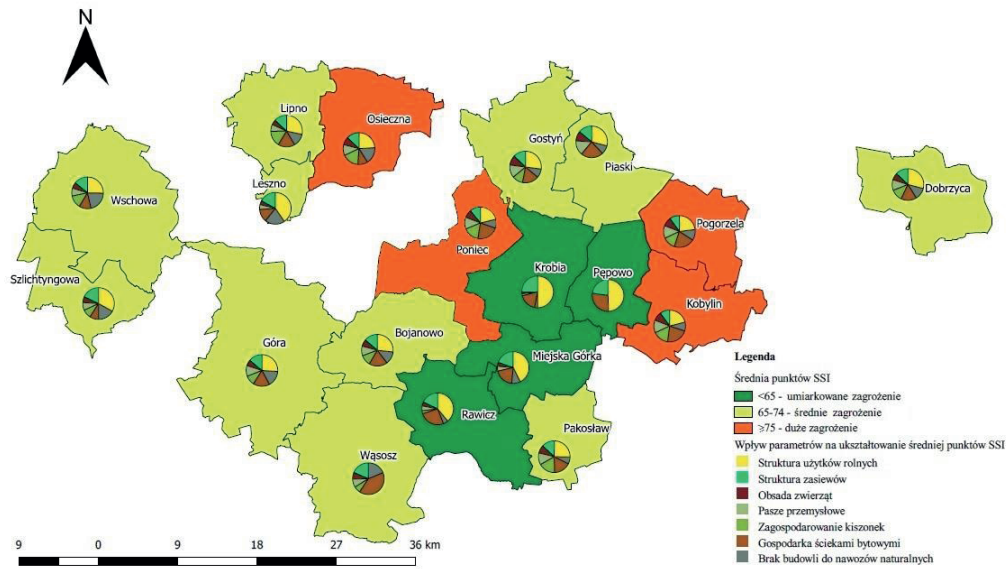 N
Lipno
Osieczna
Gostyń
Piaski
Leszno
Dobrzyca
Wschowa
Pogorzela
Poniec
Krobia
Pępowo
Szlichtyngowa
Kobylin
Bojanowo
Góra
Miejska Górka
Rawicz
Pakosław
Wąsosz
Legenda
Średnia punktów SSI
<65 - umiarkowane zagrożenie
65-74 - średnie zagrożenie
≥75 - duże zagrożenie
Wpływ parametrów na ukształtowanie średniej punktów SSI
Struktura użytków rolnych
Struktura zasiewów
Obsada zwierząt
Pasze przemysłowe
Zagospodarowanie kiszonek
Gospodarka ściekami bytowymi
Brak budowli do nawozów naturalnych
9 0 9 18 27 36 km